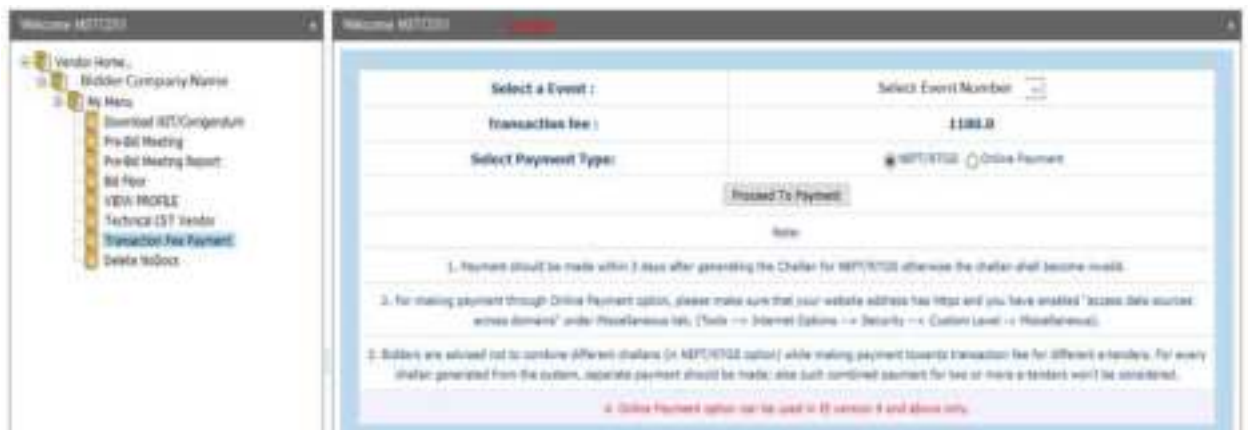 Welcome
Vendor Home..
Bidder Company Name
My Menu
Download NIT/Corrigendum
Pre-Bid Meeting
Pre-Bid Meeting Report
Bid Floor
VIEW PROFILE
Technical CST Vendor
Transaction Fee Payment
Delete NoDoct
Welcome
Select a Event : Select Event Number
Transaction fee : 1180.0
Select Payment Type: NEFT/RTGS Online Payment
Proceed To Payment
Note:
1. Payment should be made within 3 days after generating the Challan for NEFT/RTGS otherwise the challan shall become invalid.
2. For making payment through Online Payment option, please make sure that your website address has https and you have enabled "access data sources
across domains" under Miscellaneous tab. (Tools --> Internet Options --> Security --> Custom Level --> Miscellaneous).
3. Bidders are advised not to combine different challans (in NEFT/RTGS option) while making payment towards transaction fee for different e-tenders. For every
challan generated from the system, separate payment should be made; else such combined payment for two or more e-tenders won't be considered.
4. Online Payment option can be used in IE version 9 and above only.